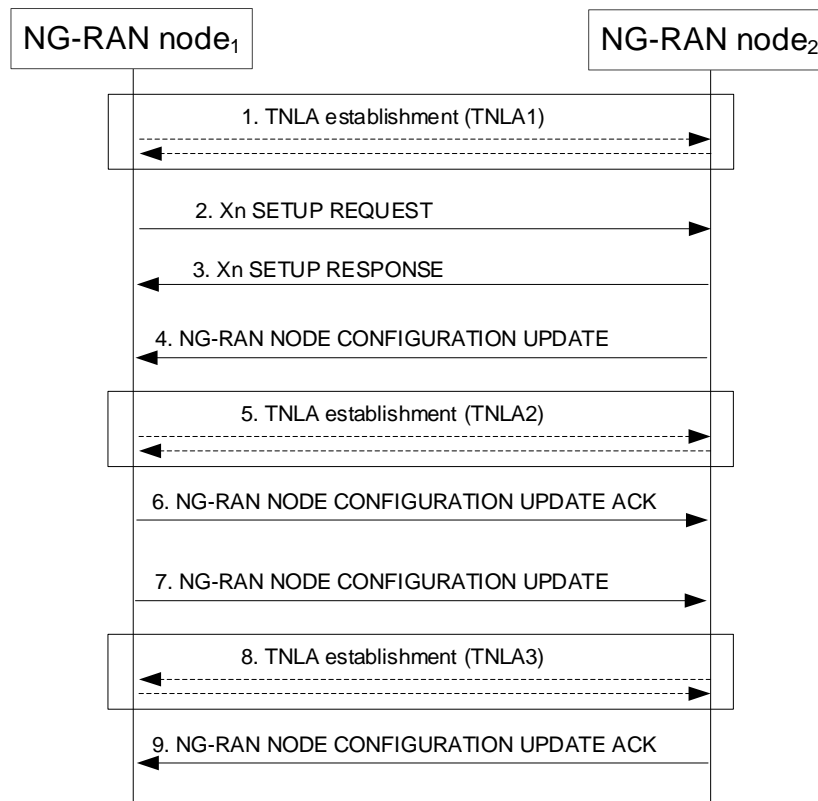 NG-RAN node₁
NG-RAN node₂
1. TNLA establishment (TNLA1)
2. Xn SETUP REQUEST
3. Xn SETUP RESPONSE
4. NG-RAN NODE CONFIGURATION UPDATE
5. TNLA establishment (TNLA2)
6. NG-RAN NODE CONFIGURATION UPDATE ACK
7. NG-RAN NODE CONFIGURATION UPDATE
8. TNLA establishment (TNLA3)
9. NG-RAN NODE CONFIGURATION UPDATE ACK